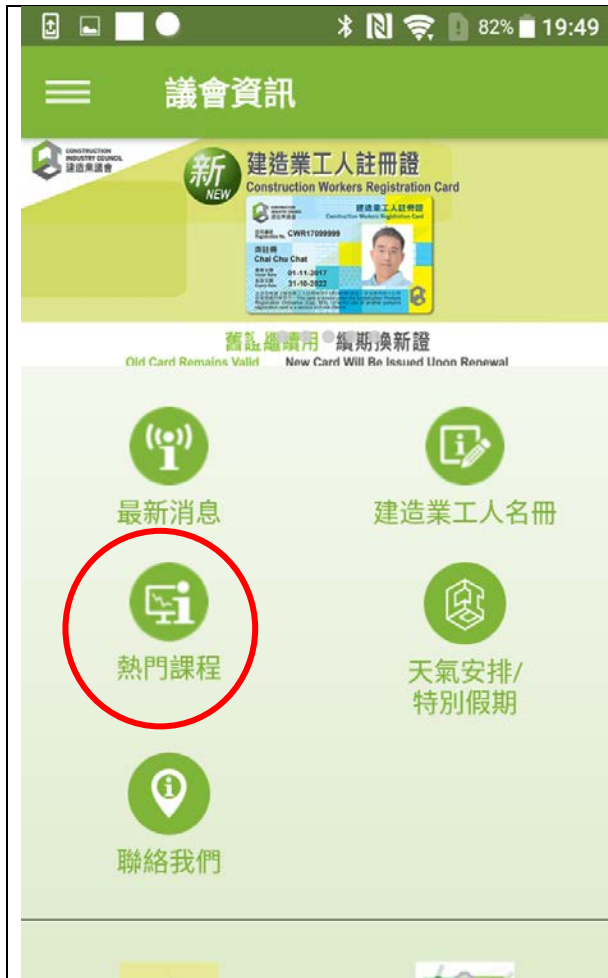 82% 19:49
議會資訊
CONSTRUCTION
INDUSTRY COUNCIL
建造業議會
新
NEW
建造業工人註冊證
Construction Workers Registration Card
建造業工人註冊證
Construction Workers Registration Card
Registration No. CWR17099999
Chai Chu Chat
01-11-2017
31-10-2022
舊証繼續用 續期換新證
Old Card Remains Valid New Card Will Be Issued Upon Renewal
最新消息
建造業工人名冊
熱門課程
天氣安排/
特別假期
聯絡我們